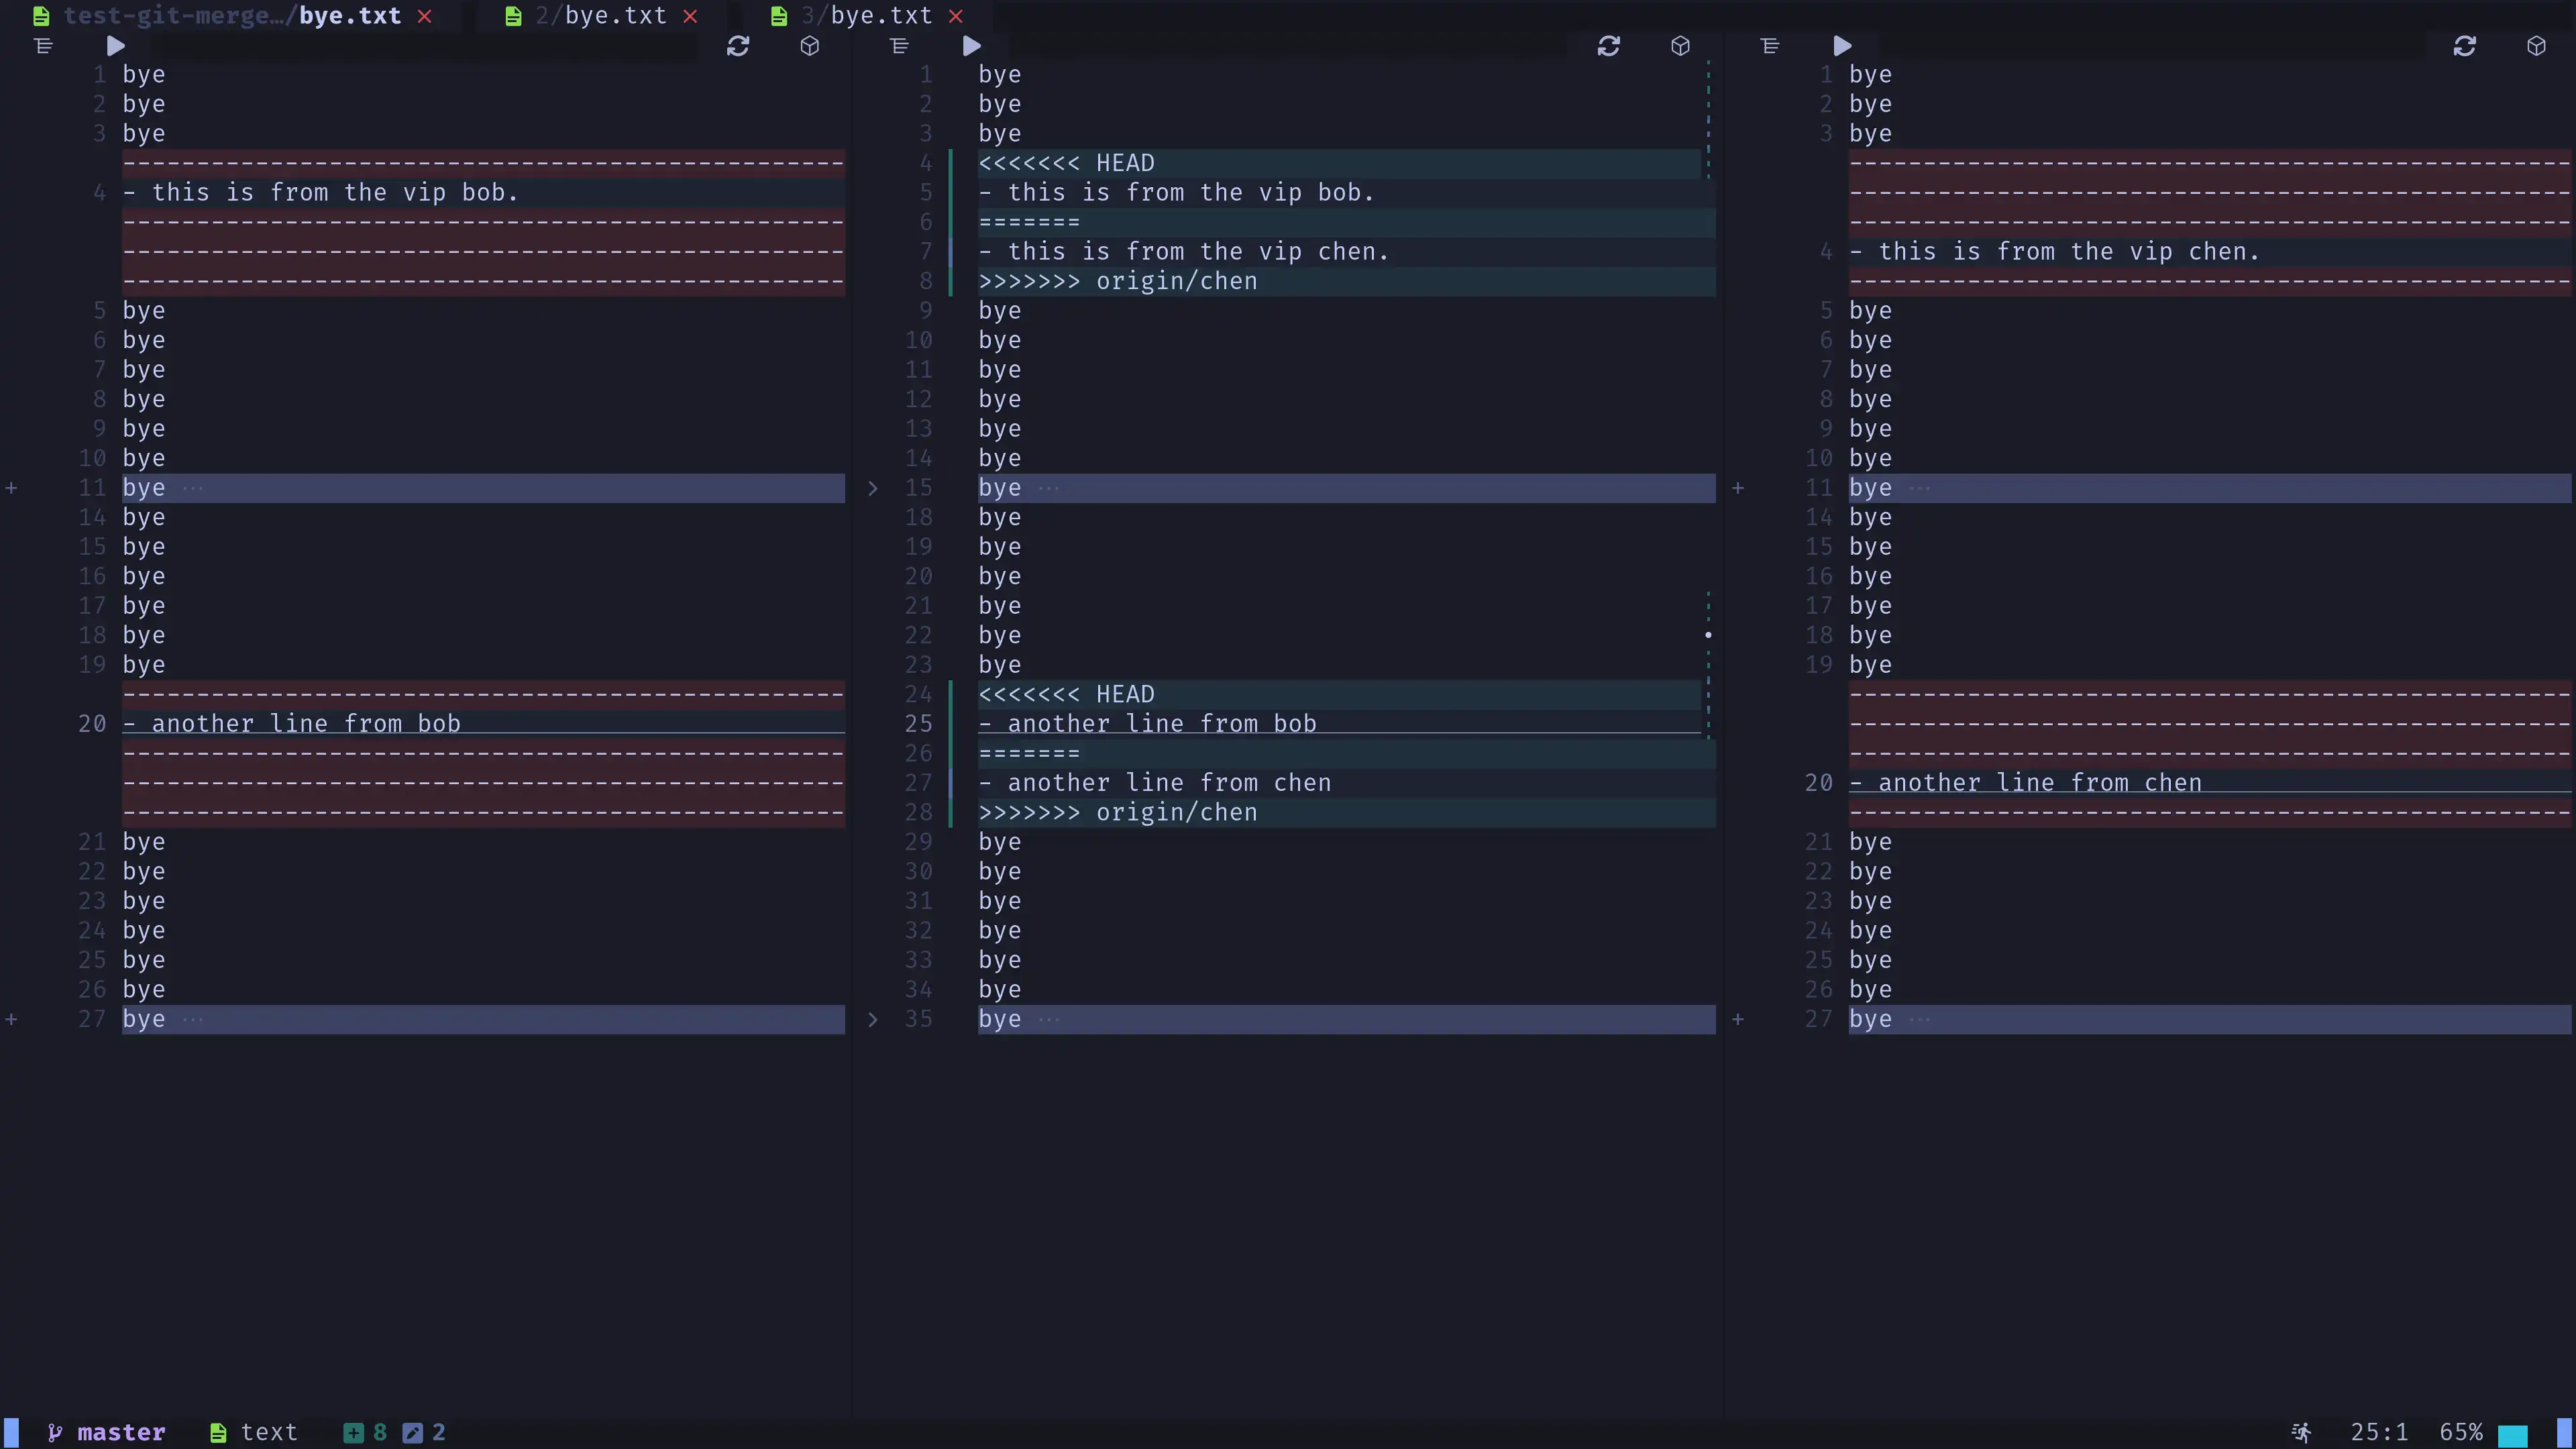 test-git-merge…/bye.txt × 2/bye.txt × 3/bye.txt ×
1 bye
2 bye
3 bye
----------------------------------------------------
4 - this is from the vip bob.
----------------------------------------------------
----------------------------------------------------
----------------------------------------------------
5 bye
6 bye
7 bye
8 bye
9 bye
10 bye
+ 11 bye ···
14 bye
15 bye
16 bye
17 bye
18 bye
19 bye
----------------------------------------------------
20 - another line from bob
----------------------------------------------------
----------------------------------------------------
----------------------------------------------------
21 bye
22 bye
23 bye
24 bye
25 bye
26 bye
+ 27 bye ···
1 bye
2 bye
3 bye
4 <<<<<<< HEAD
5 - this is from the vip bob.
6 =======
7 - this is from the vip chen.
8 >>>>>>> origin/chen
9 bye
10 bye
11 bye
12 bye
13 bye
14 bye
> 15 bye ···
18 bye
19 bye
20 bye
21 bye
22 bye
23 bye
24 <<<<<<< HEAD
25 - another line from bob
26 =======
27 - another line from chen
28 >>>>>>> origin/chen
29 bye
30 bye
31 bye
32 bye
33 bye
34 bye
> 35 bye ···
1 bye
2 bye
3 bye
----------------------------------------------------
----------------------------------------------------
----------------------------------------------------
4 - this is from the vip chen.
----------------------------------------------------
5 bye
6 bye
7 bye
8 bye
9 bye
10 bye
+ 11 bye ···
14 bye
15 bye
16 bye
17 bye
18 bye
19 bye
----------------------------------------------------
----------------------------------------------------
----------------------------------------------------
20 - another line from chen
----------------------------------------------------
21 bye
22 bye
23 bye
24 bye
25 bye
26 bye
+ 27 bye ···
master text + 8 2 25:1 65%